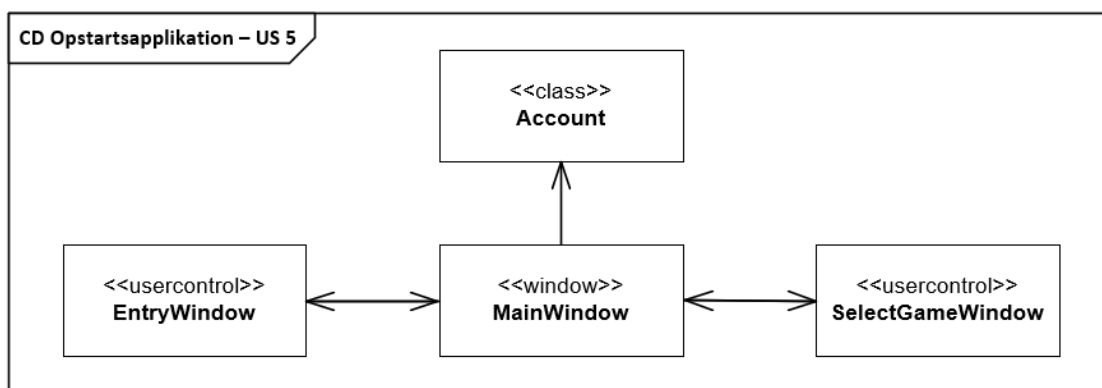 CD Opstartsapplikation – US 5
<<class>>
Account
<<usercontrol>>
EntryWindow
<<window>>
MainWindow
<<usercontrol>>
SelectGameWindow